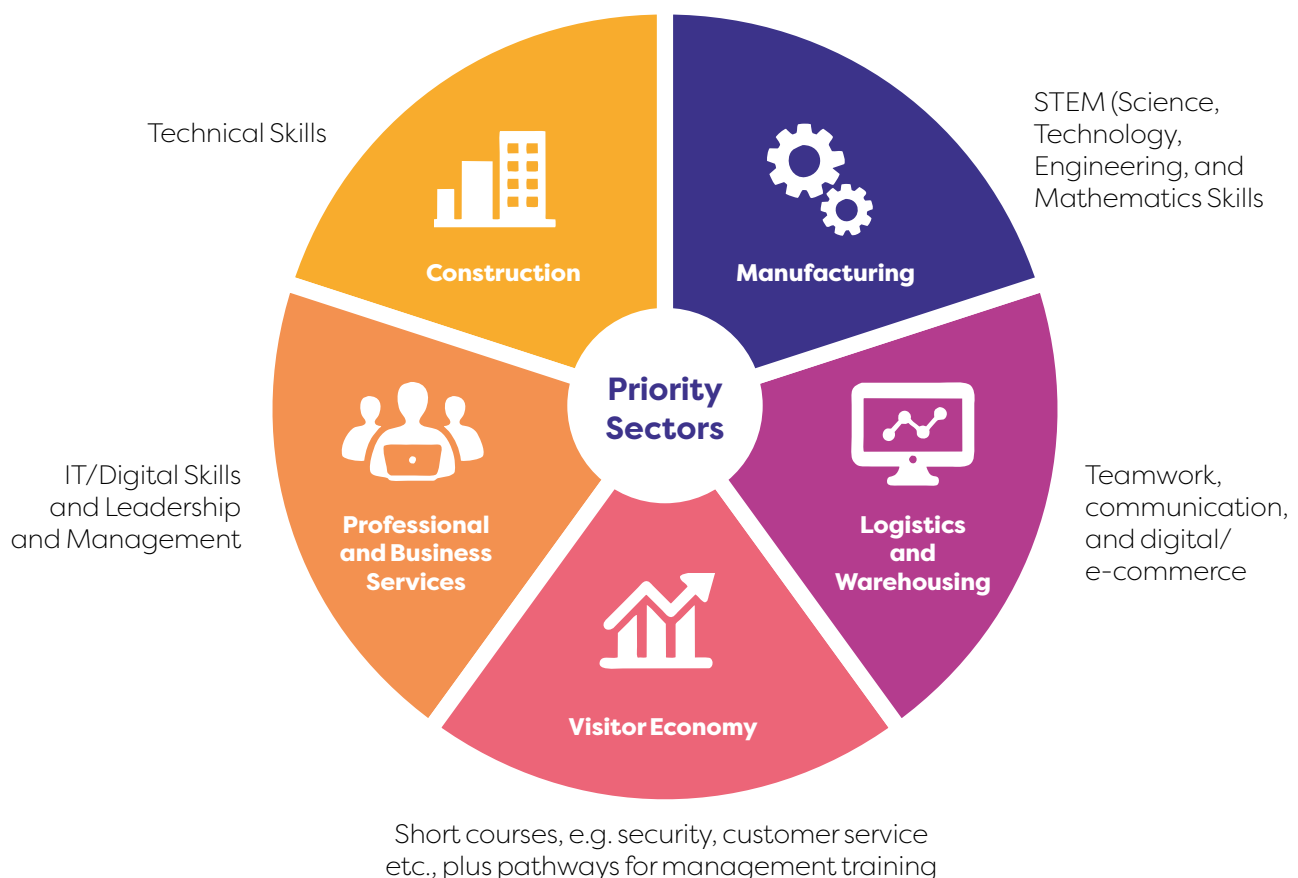 Technical Skills
STEM (Science,
Technology,
Engineering, and
Mathematics Skills
Construction
Manufacturing
Priority
Sectors
IT/Digital Skills
and Leadership
and Management
Professional
and Business
Services
Logistics
and
Warehousing
Teamwork,
communication,
and digital/
e-commerce
Visitor Economy
Short courses, e.g. security, customer service
etc., plus pathways for management training